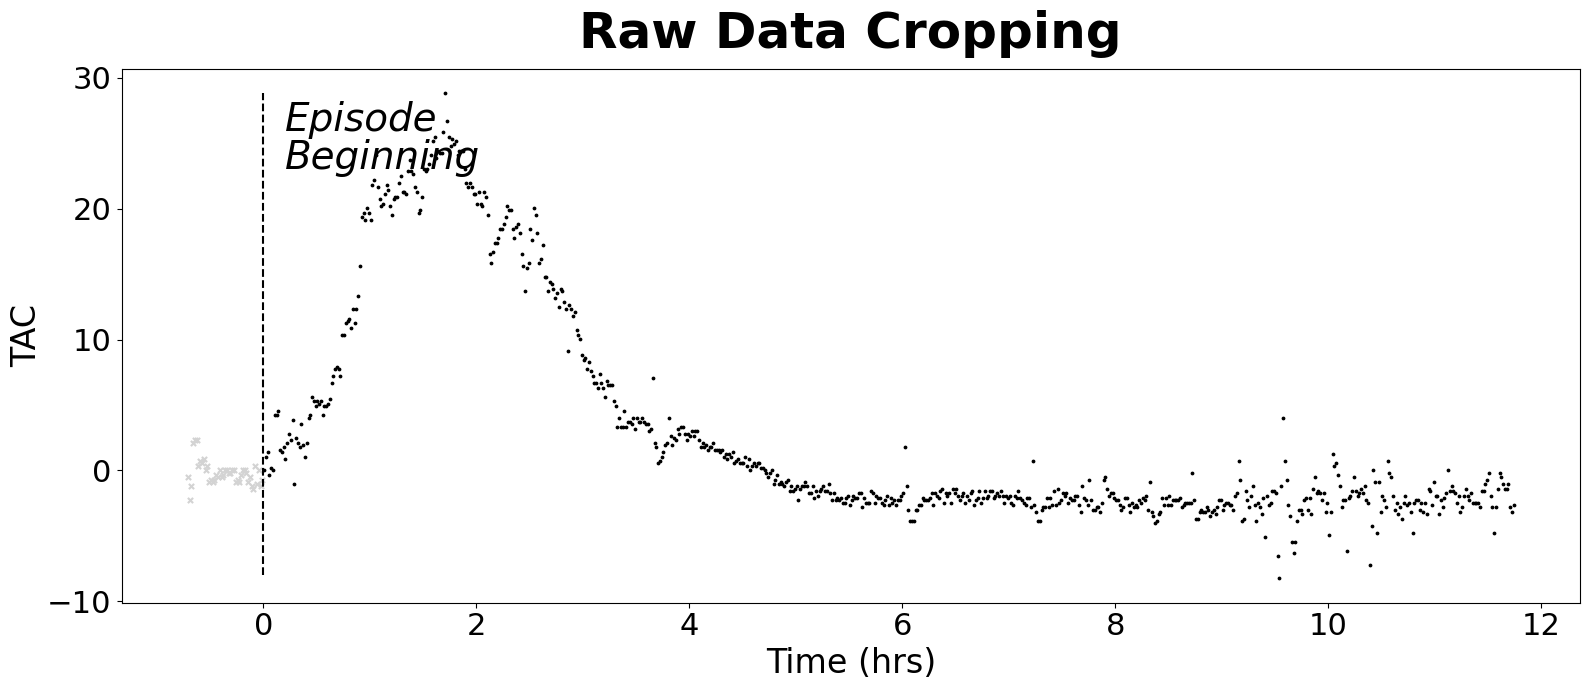 Raw Data Cropping
30
20
10
0
−10
TAC
Episode
Beginning
0 2 4 6 8 10 12
Time (hrs)